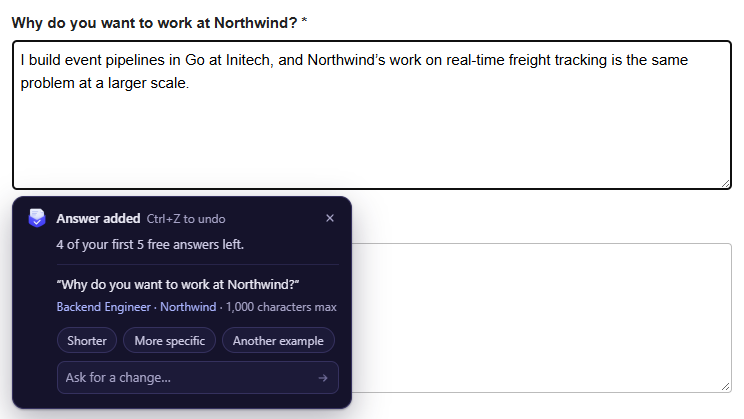 Why do you want to work at Northwind? *
I build event pipelines in Go at Initech, and Northwind’s work on real-time freight tracking is the same
problem at a larger scale.
Answer added Ctrl+Z to undo ×
4 of your first 5 free answers left.
“Why do you want to work at Northwind?”
Backend Engineer · Northwind · 1,000 characters max
Shorter More specific Another example
Ask for a change... →